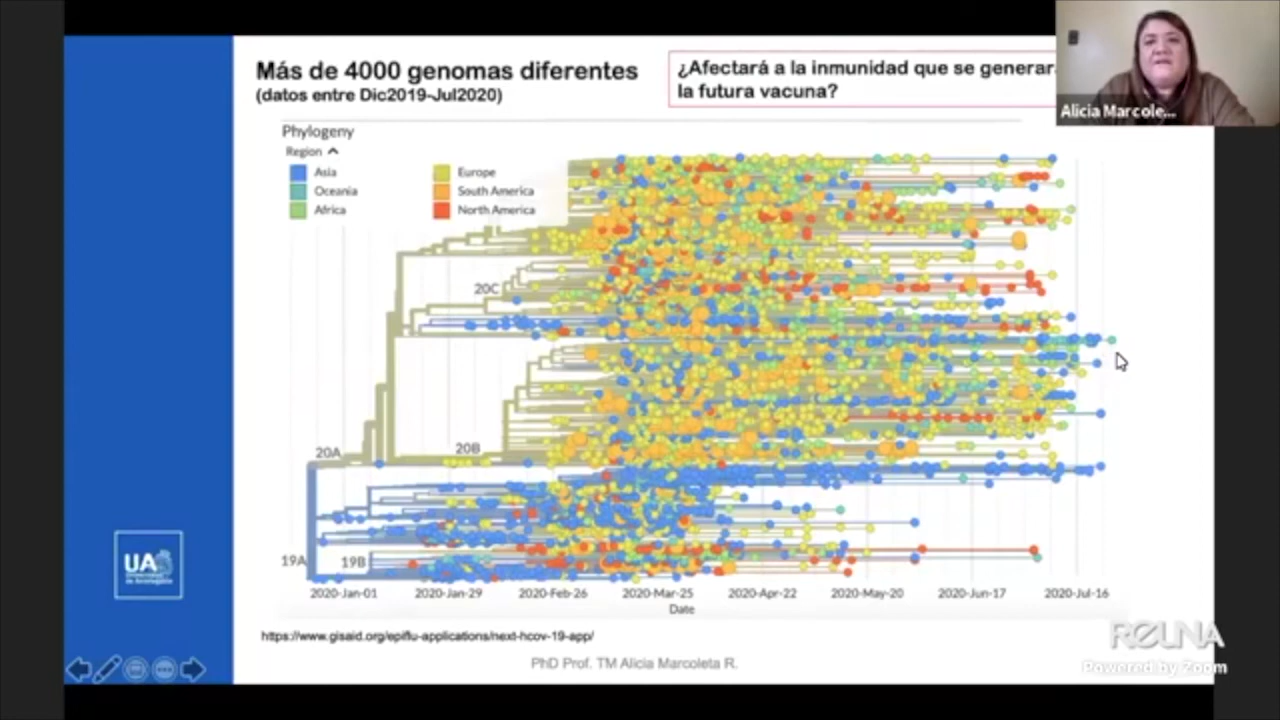 Más de 4000 genomas diferentes
(datos entre Dic2019-Jul2020)
¿Afectará a la inmunidad que se generar
la futura vacuna?
Alicia Marcole...
Phylogeny
Region
Asia
Europe
Oceania
South America
Africa
North America
20C
20B
20A
19A
19B
2020-Jan-01 2020-Jan-29 2020-Feb-26 2020-Mar-25 2020-Apr-22 2020-May-20 2020-Jun-17 2020-Jul-16
Date
UA
https://www.gisaid.org/epiflu-applications/next-hcov-19-app/
PhD Prof. TM Alicia Marcoleta R.
REUNA
Powered by Zoom